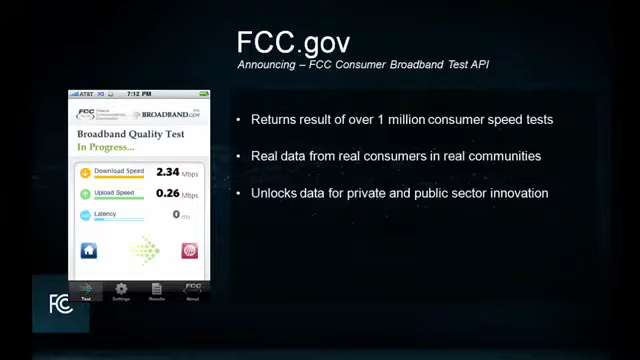 FCC.gov
Announcing – FCC Consumer Broadband Test API
AT&T 3G 7:12 PM
FCC BROADBAND.GOV
Broadband Quality Test
In Progress...
Download Speed 2.34 Mbps
Upload Speed 0.26 Mbps
Latency 0 ms
Test Settings Results About
FCC
• Returns result of over 1 million consumer speed tests
• Real data from real consumers in real communities
• Unlocks data for private and public sector innovation
FCC